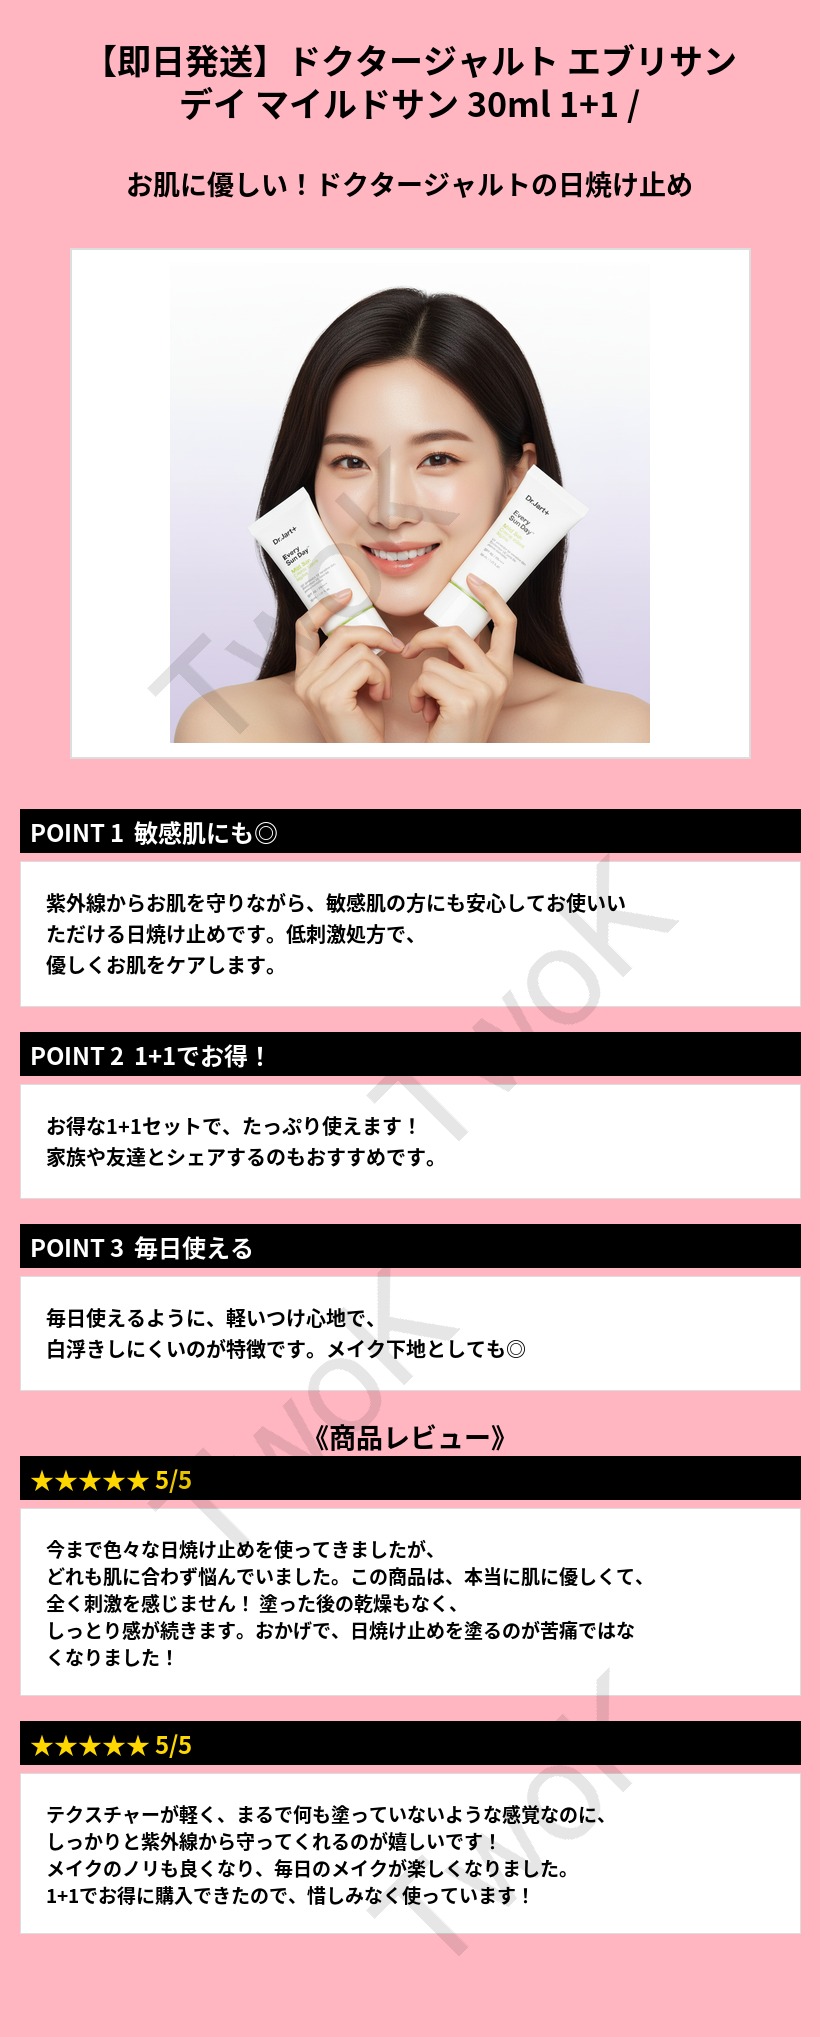 【即日発送】ドクタージャルト エブリサン
デイ マイルドサン 30ml 1+1 /
お肌に優しい！ドクタージャルトの日焼け止め
Dr.Jart+
Every
Sun Day
Mild Sun
Dr.Jart+
Every
Sun Day
Mild Sun
TwoK
POINT 1 敏感肌にも◎
紫外線からお肌を守りながら、敏感肌の方にも安心してお使いい
ただける日焼け止めです。低刺激処方で、
優しくお肌をケアします。
TwoK
POINT 2 1+1でお得！
お得な1+1セットで、たっぷり使えます！
家族や友達とシェアするのもおすすめです。
POINT 3 毎日使える
毎日使えるように、軽いつけ心地で、
白浮きしにくいのが特徴です。メイク下地としても◎
TwoK
《商品レビュー》
★★★★★ 5/5
今まで色々な日焼け止めを使ってきましたが、
どれも肌に合わず悩んでいました。この商品は、本当に肌に優しくて、
全く刺激を感じません！ 塗った後の乾燥もなく、
しっとり感が続きます。おかげで、日焼け止めを塗るのが苦痛ではな
くなりました！
★★★★★ 5/5
テクスチャーが軽く、まるで何も塗っていないような感覚なのに、
しっかりと紫外線から守ってくれるのが嬉しいです！
メイクのノリも良くなり、毎日のメイクが楽しくなりました。
1+1でお得に購入できたので、惜しみなく使っています！
TwoK